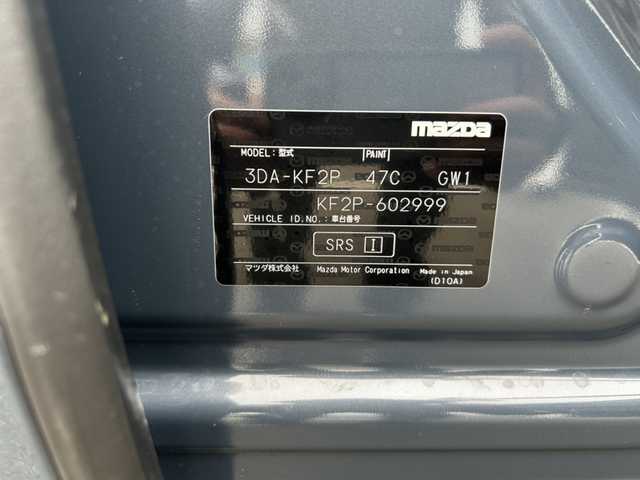 mazda
MODEL: 型式 PAINT
3DA-KF2P 47C GW1
KF2P-602999
VEHICLE ID.NO.: 車台番号
SRS I
マツダ株式会社 Mazda Motor Corporation Made in Japan
(D10A)